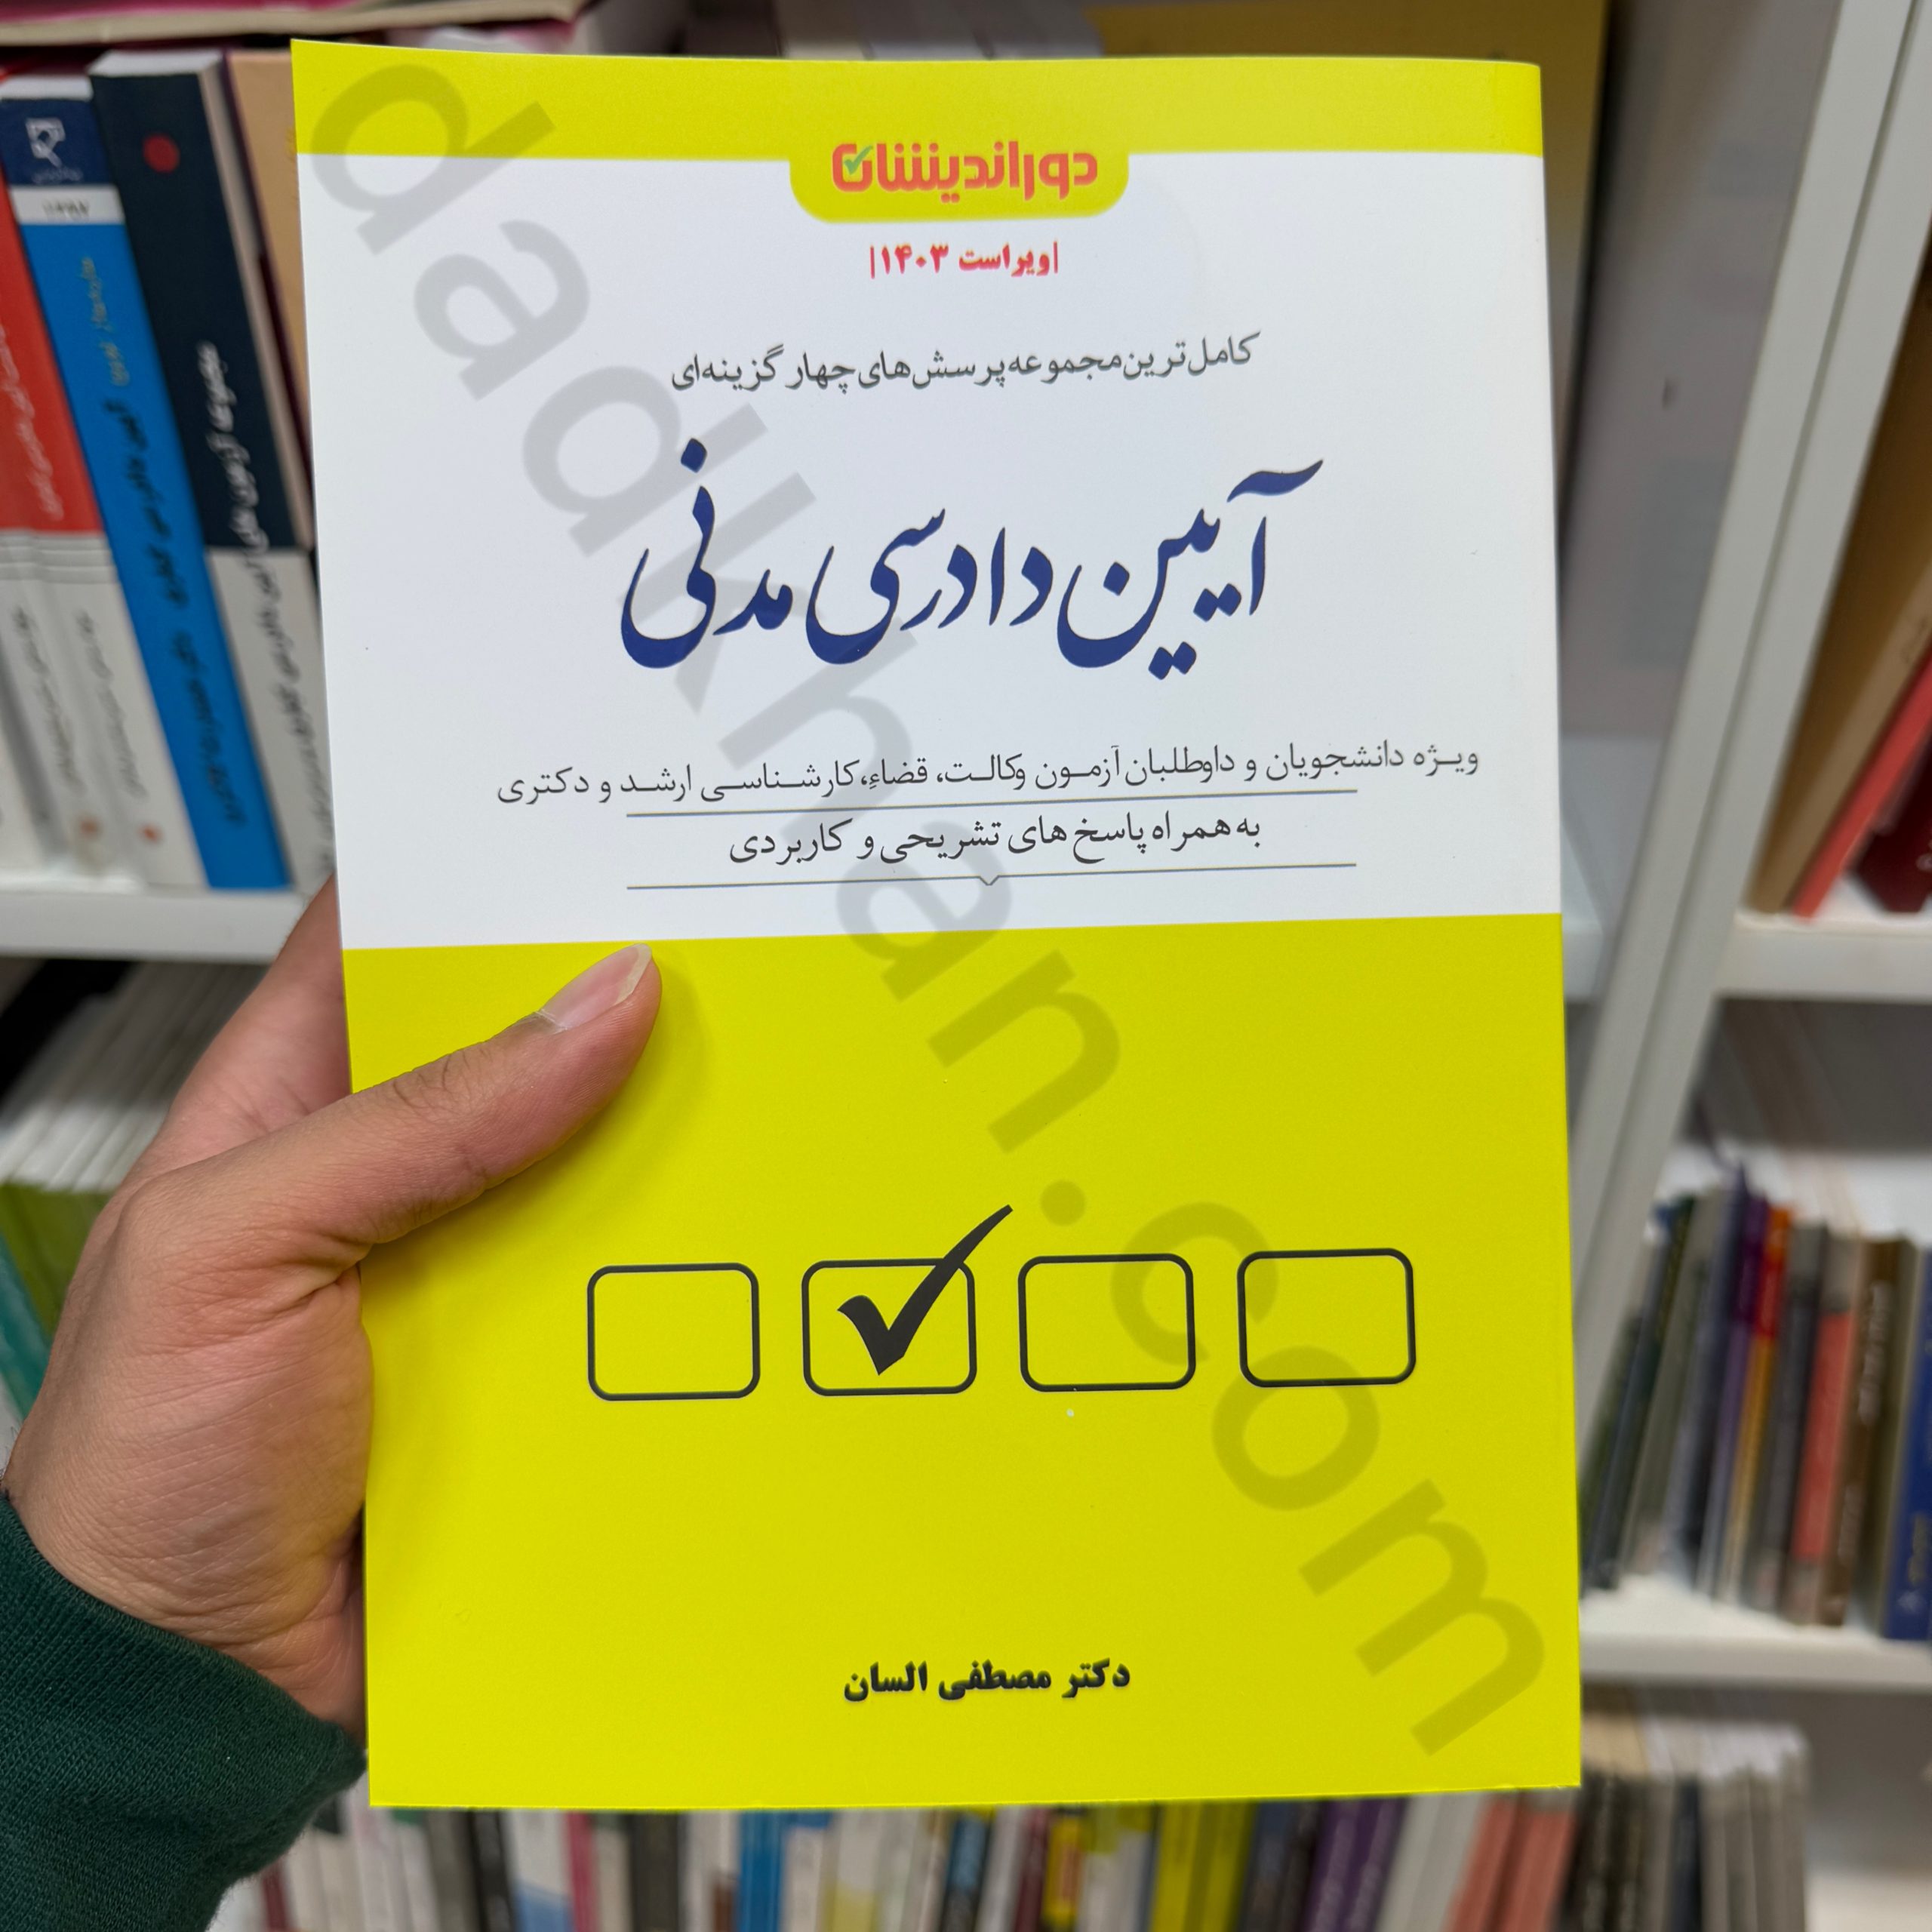 دوراندیشان
|ویراست ۱۴۰۳|
کامل‌ترین مجموعه پرسش‌های چهار گزینه‌ای
آیین دادرسی مدنی
ویژه دانشجویان و داوطلبان آزمون وکالت، قضاء، کارشناسی ارشد و دکتری
به همراه پاسخ های تشریحی و کاربردی
دکتر مصطفی السان
dadkhan.com